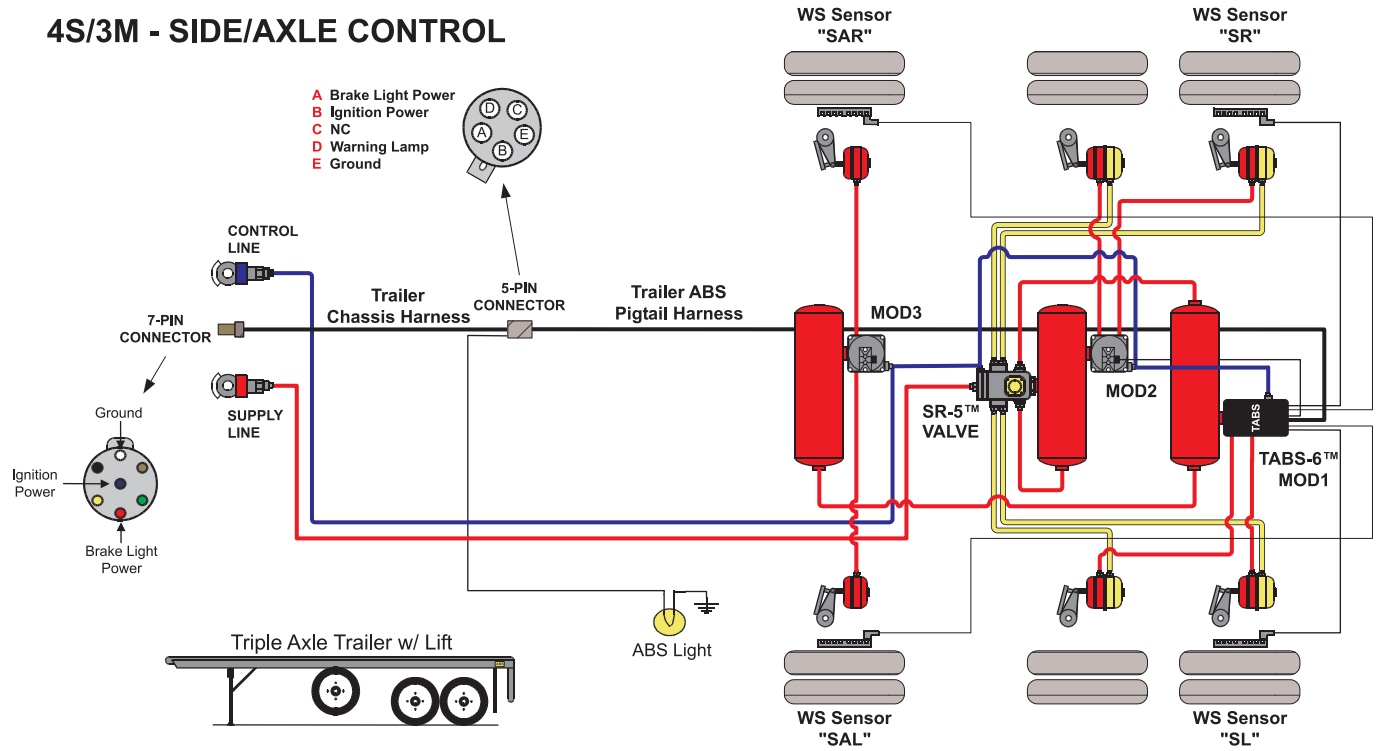 4S/3M - SIDE/AXLE CONTROL
WS Sensor
"SAR"
WS Sensor
"SR"
A Brake Light Power
B Ignition Power
C NC
D Warning Lamp
E Ground
D
C
A
E
B
CONTROL
LINE
7-PIN
CONNECTOR
Trailer
Chassis Harness
5-PIN
CONNECTOR
Trailer ABS
Pigtail Harness
MOD3
SUPPLY
LINE
SR-5™
VALVE
MOD2
TABS
TABS-6™
MOD1
Ground
Ignition
Power
Brake Light
Power
ABS Light
Triple Axle Trailer w/ Lift
WS Sensor
"SAL"
WS Sensor
"SL"